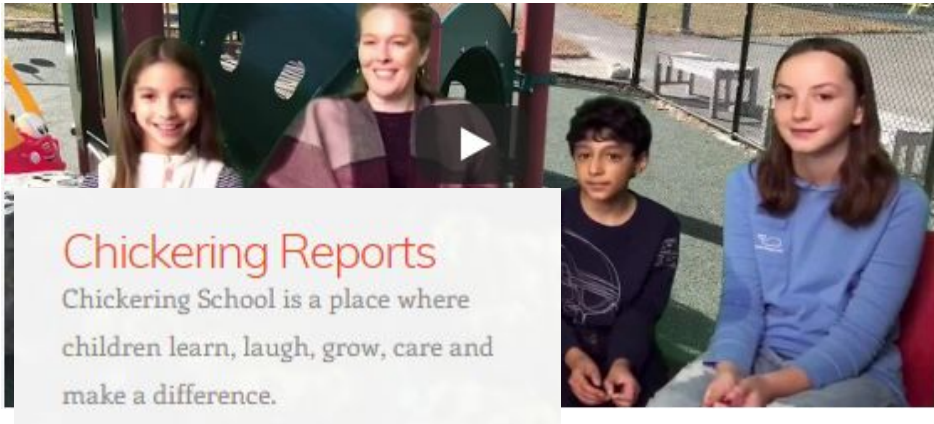 Chickering Reports
Chickering School is a place where
children learn, laugh, grow, care and
make a difference.